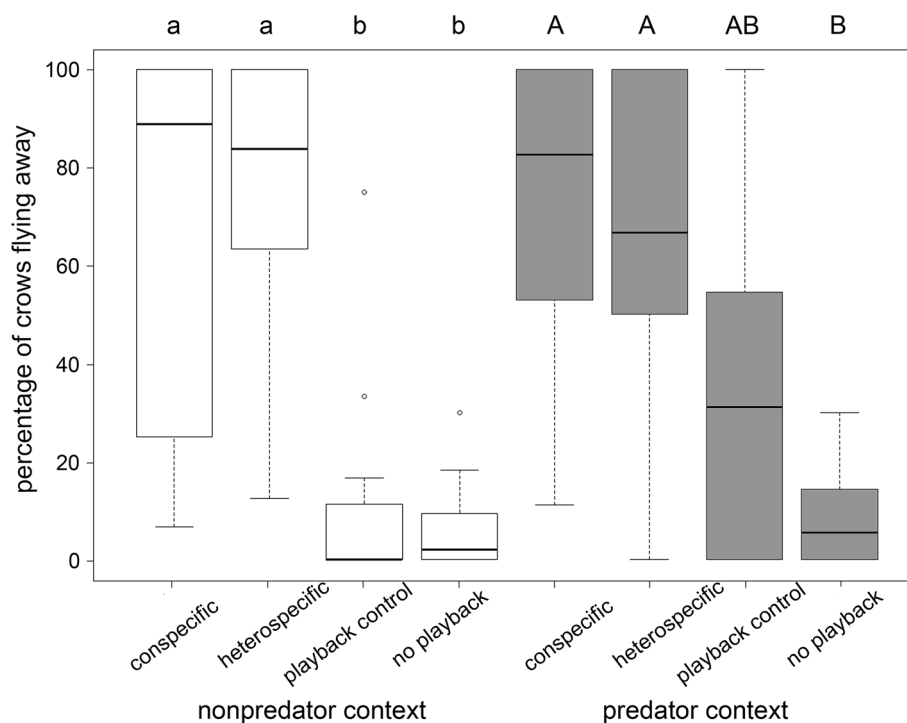 a a b b A A AB B
percentage of crows flying away
100
80
60
40
20
0
conspecific heterospecific playback control no playback conspecific heterospecific playback control no playback
nonpredator context predator context